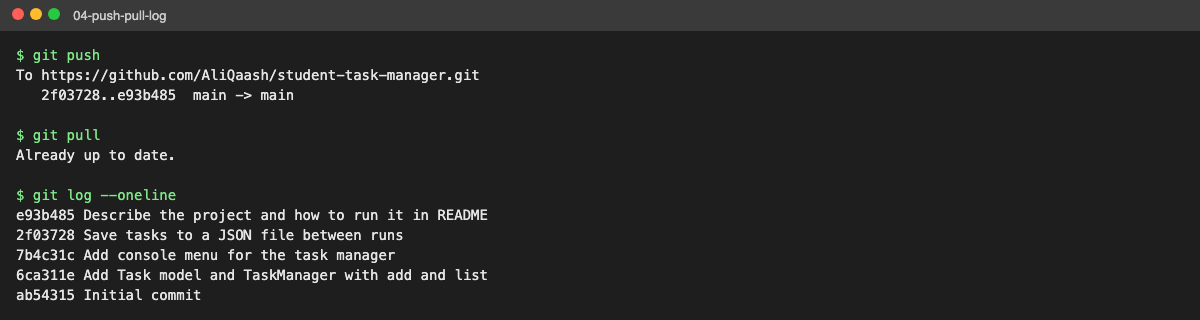 04-push-pull-log
$ git push
To https://github.com/AliQaash/student-task-manager.git
2f03728..e93b485  main -> main
$ git pull
Already up to date.
$ git log --oneline
e93b485 Describe the project and how to run it in README
2f03728 Save tasks to a JSON file between runs
7b4c31c Add console menu for the task manager
6ca311e Add Task model and TaskManager with add and list
ab54315 Initial commit